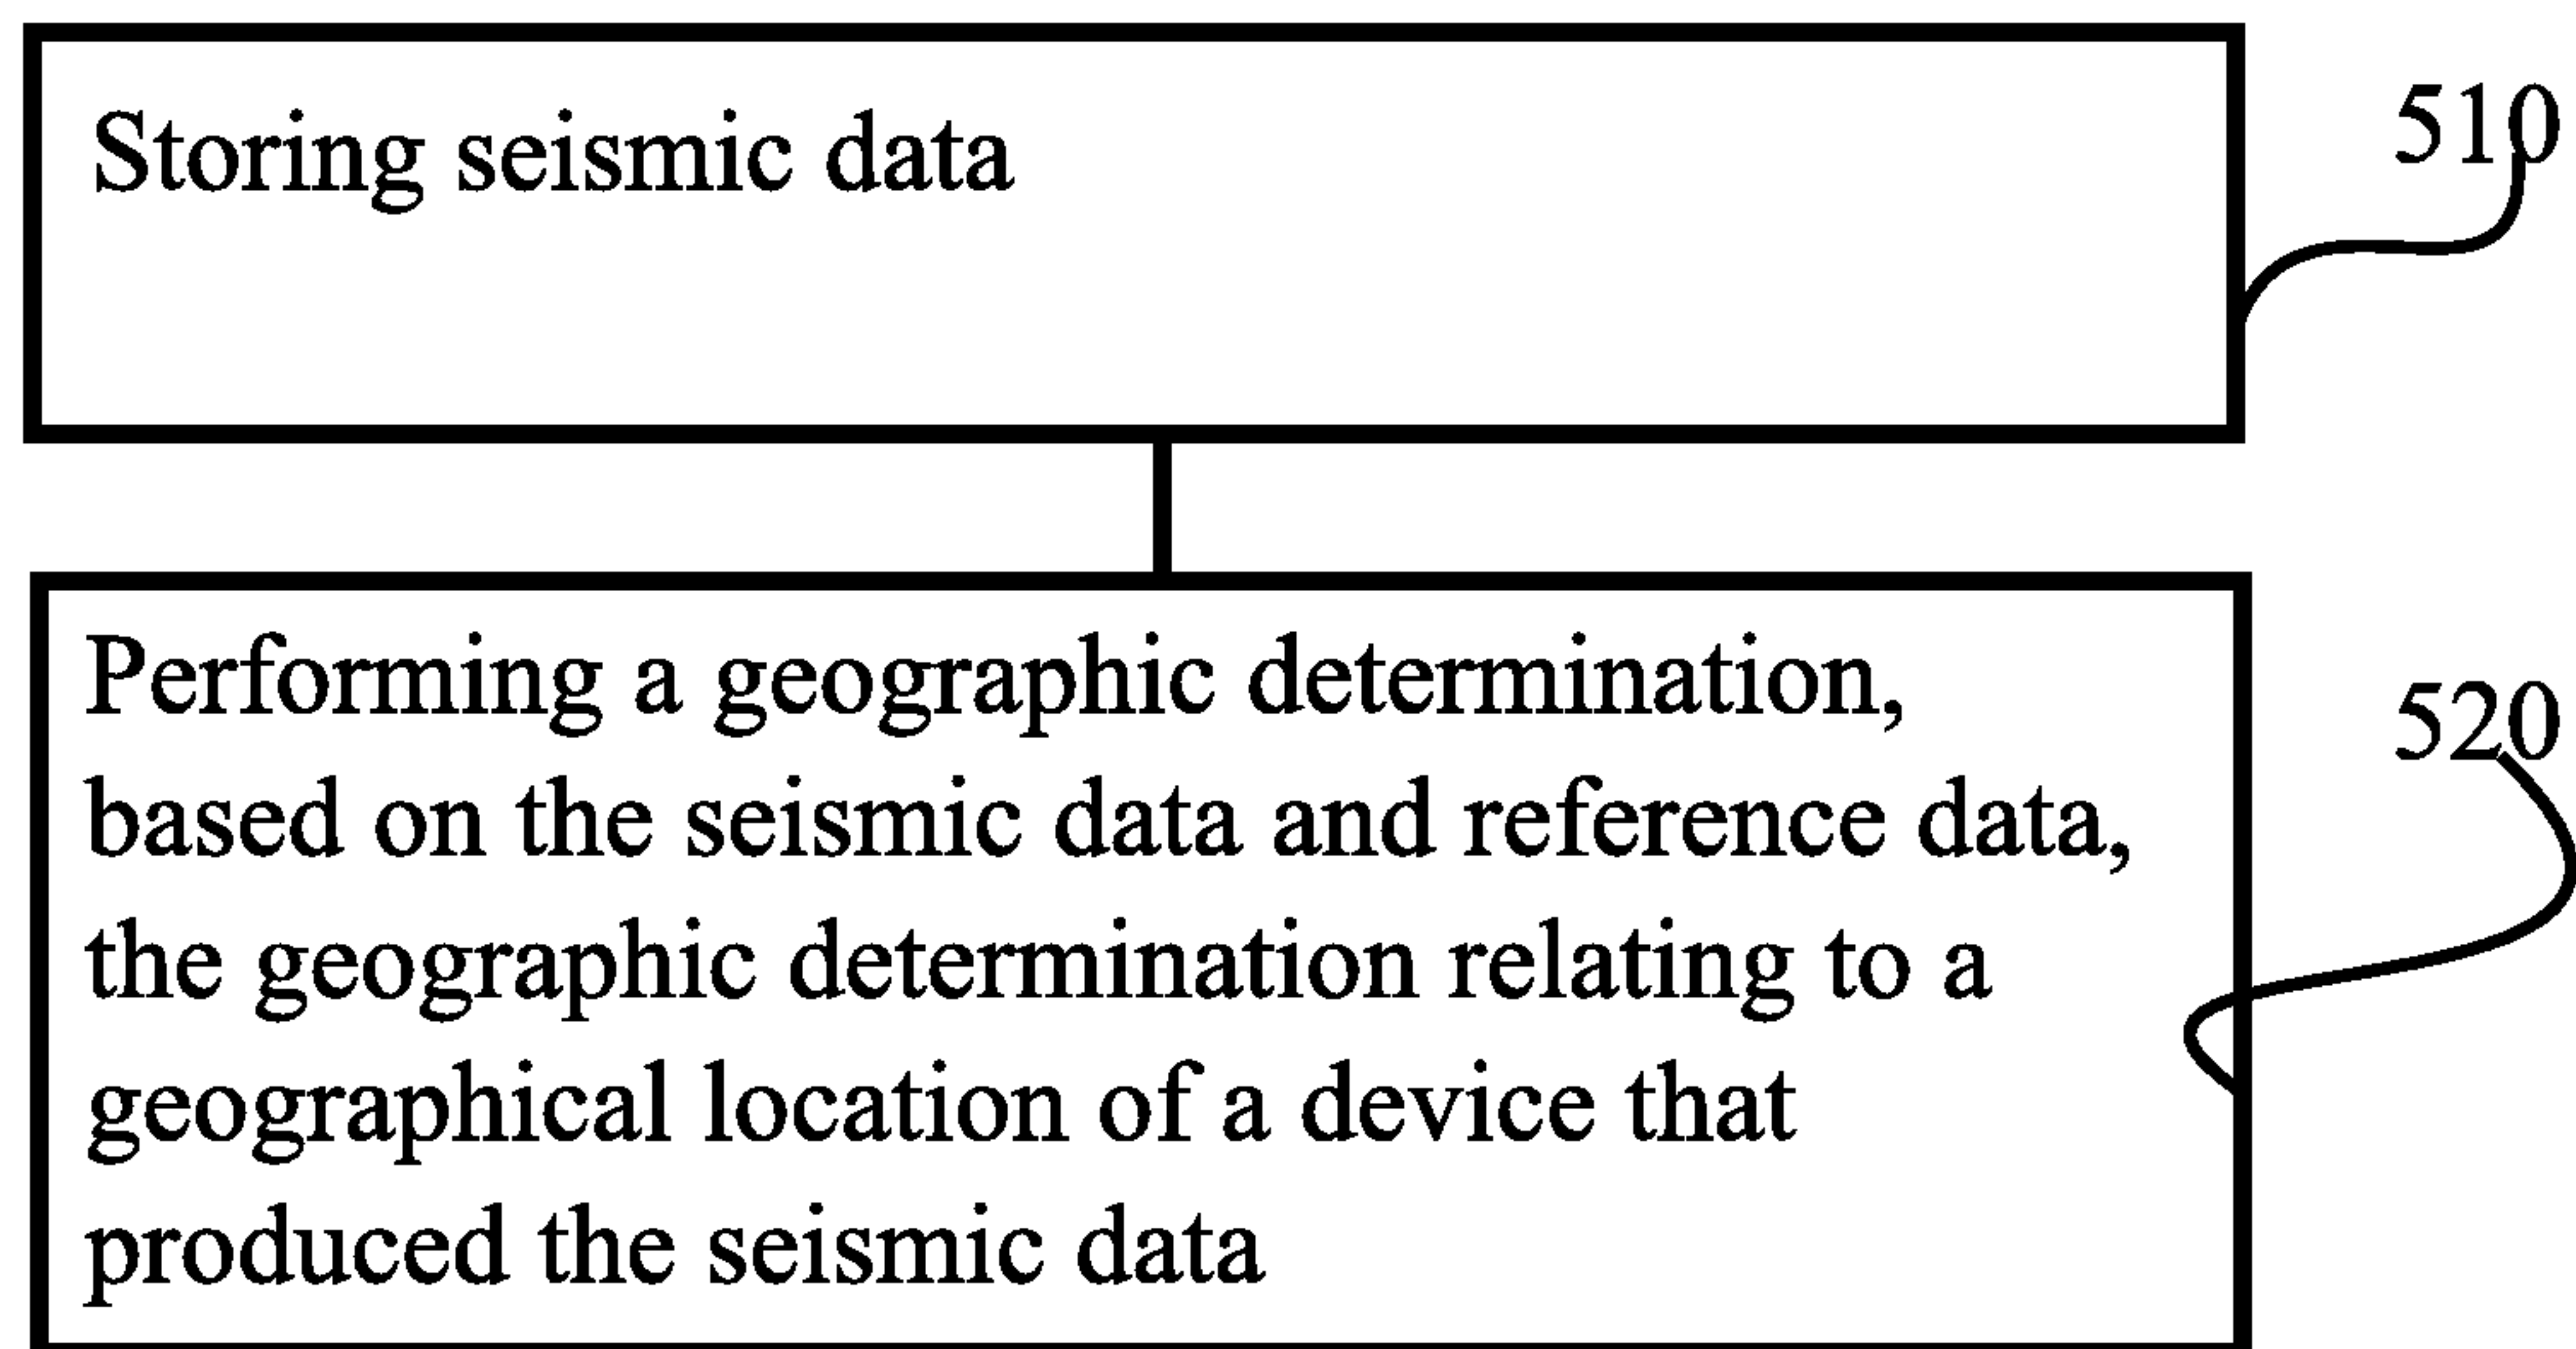 Storing seismic data
510
Performing a geographic determination,
based on the seismic data and reference data,
the geographic determination relating to a
geographical location of a device that
produced the seismic data
520